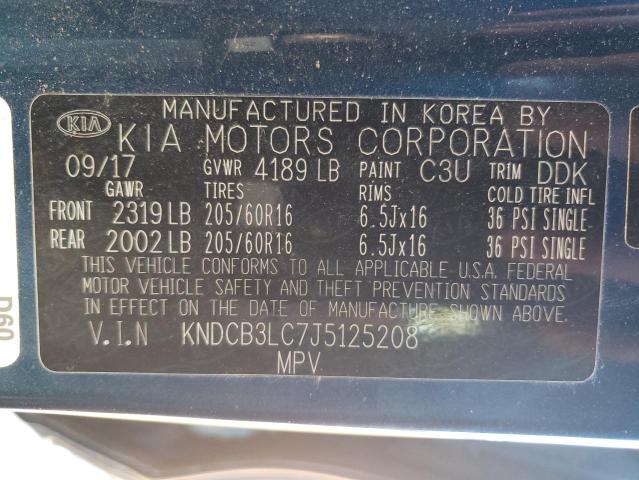 MANUFACTURED IN KOREA BY
KIA KIA MOTORS CORPORATION
09/17 GVWR 4189 LB PAINT C3U TRIM DDK
GAWR TIRES RIMS COLD TIRE INFL
FRONT 2319 LB 205/60R16 6.5Jx16 36 PSI SINGLE
REAR 2002 LB 205/60R16 6.5Jx16 36 PSI SINGLE
THIS VEHICLE CONFORMS TO ALL APPLICABLE U.S.A. FEDERAL
MOTOR VEHICLE SAFETY AND THEFT PREVENTION STANDARDS
IN EFFECT ON THE DATE OF MANUFACTURE SHOWN ABOVE.
V.I.N KNDCB3LC7J5125208
MPV
D60